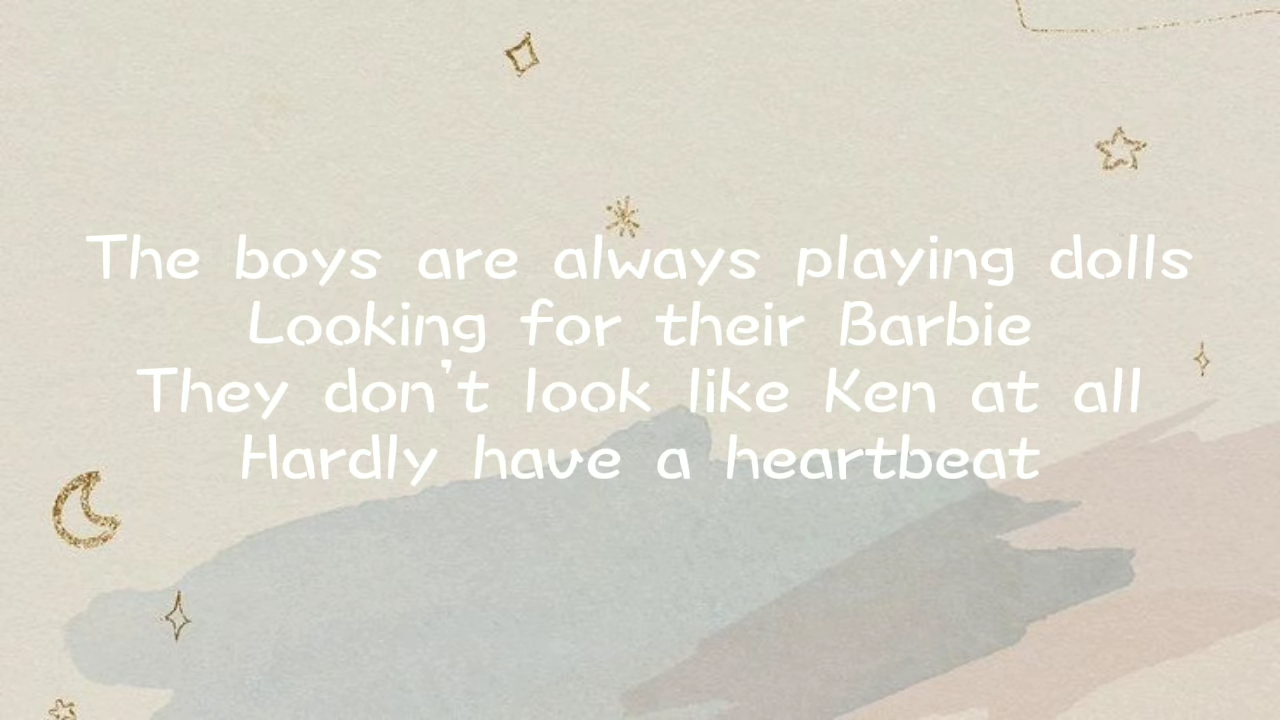 The boys are always playing dolls
Looking for their Barbie
They don't look like Ken at all
Hardly have a heartbeat